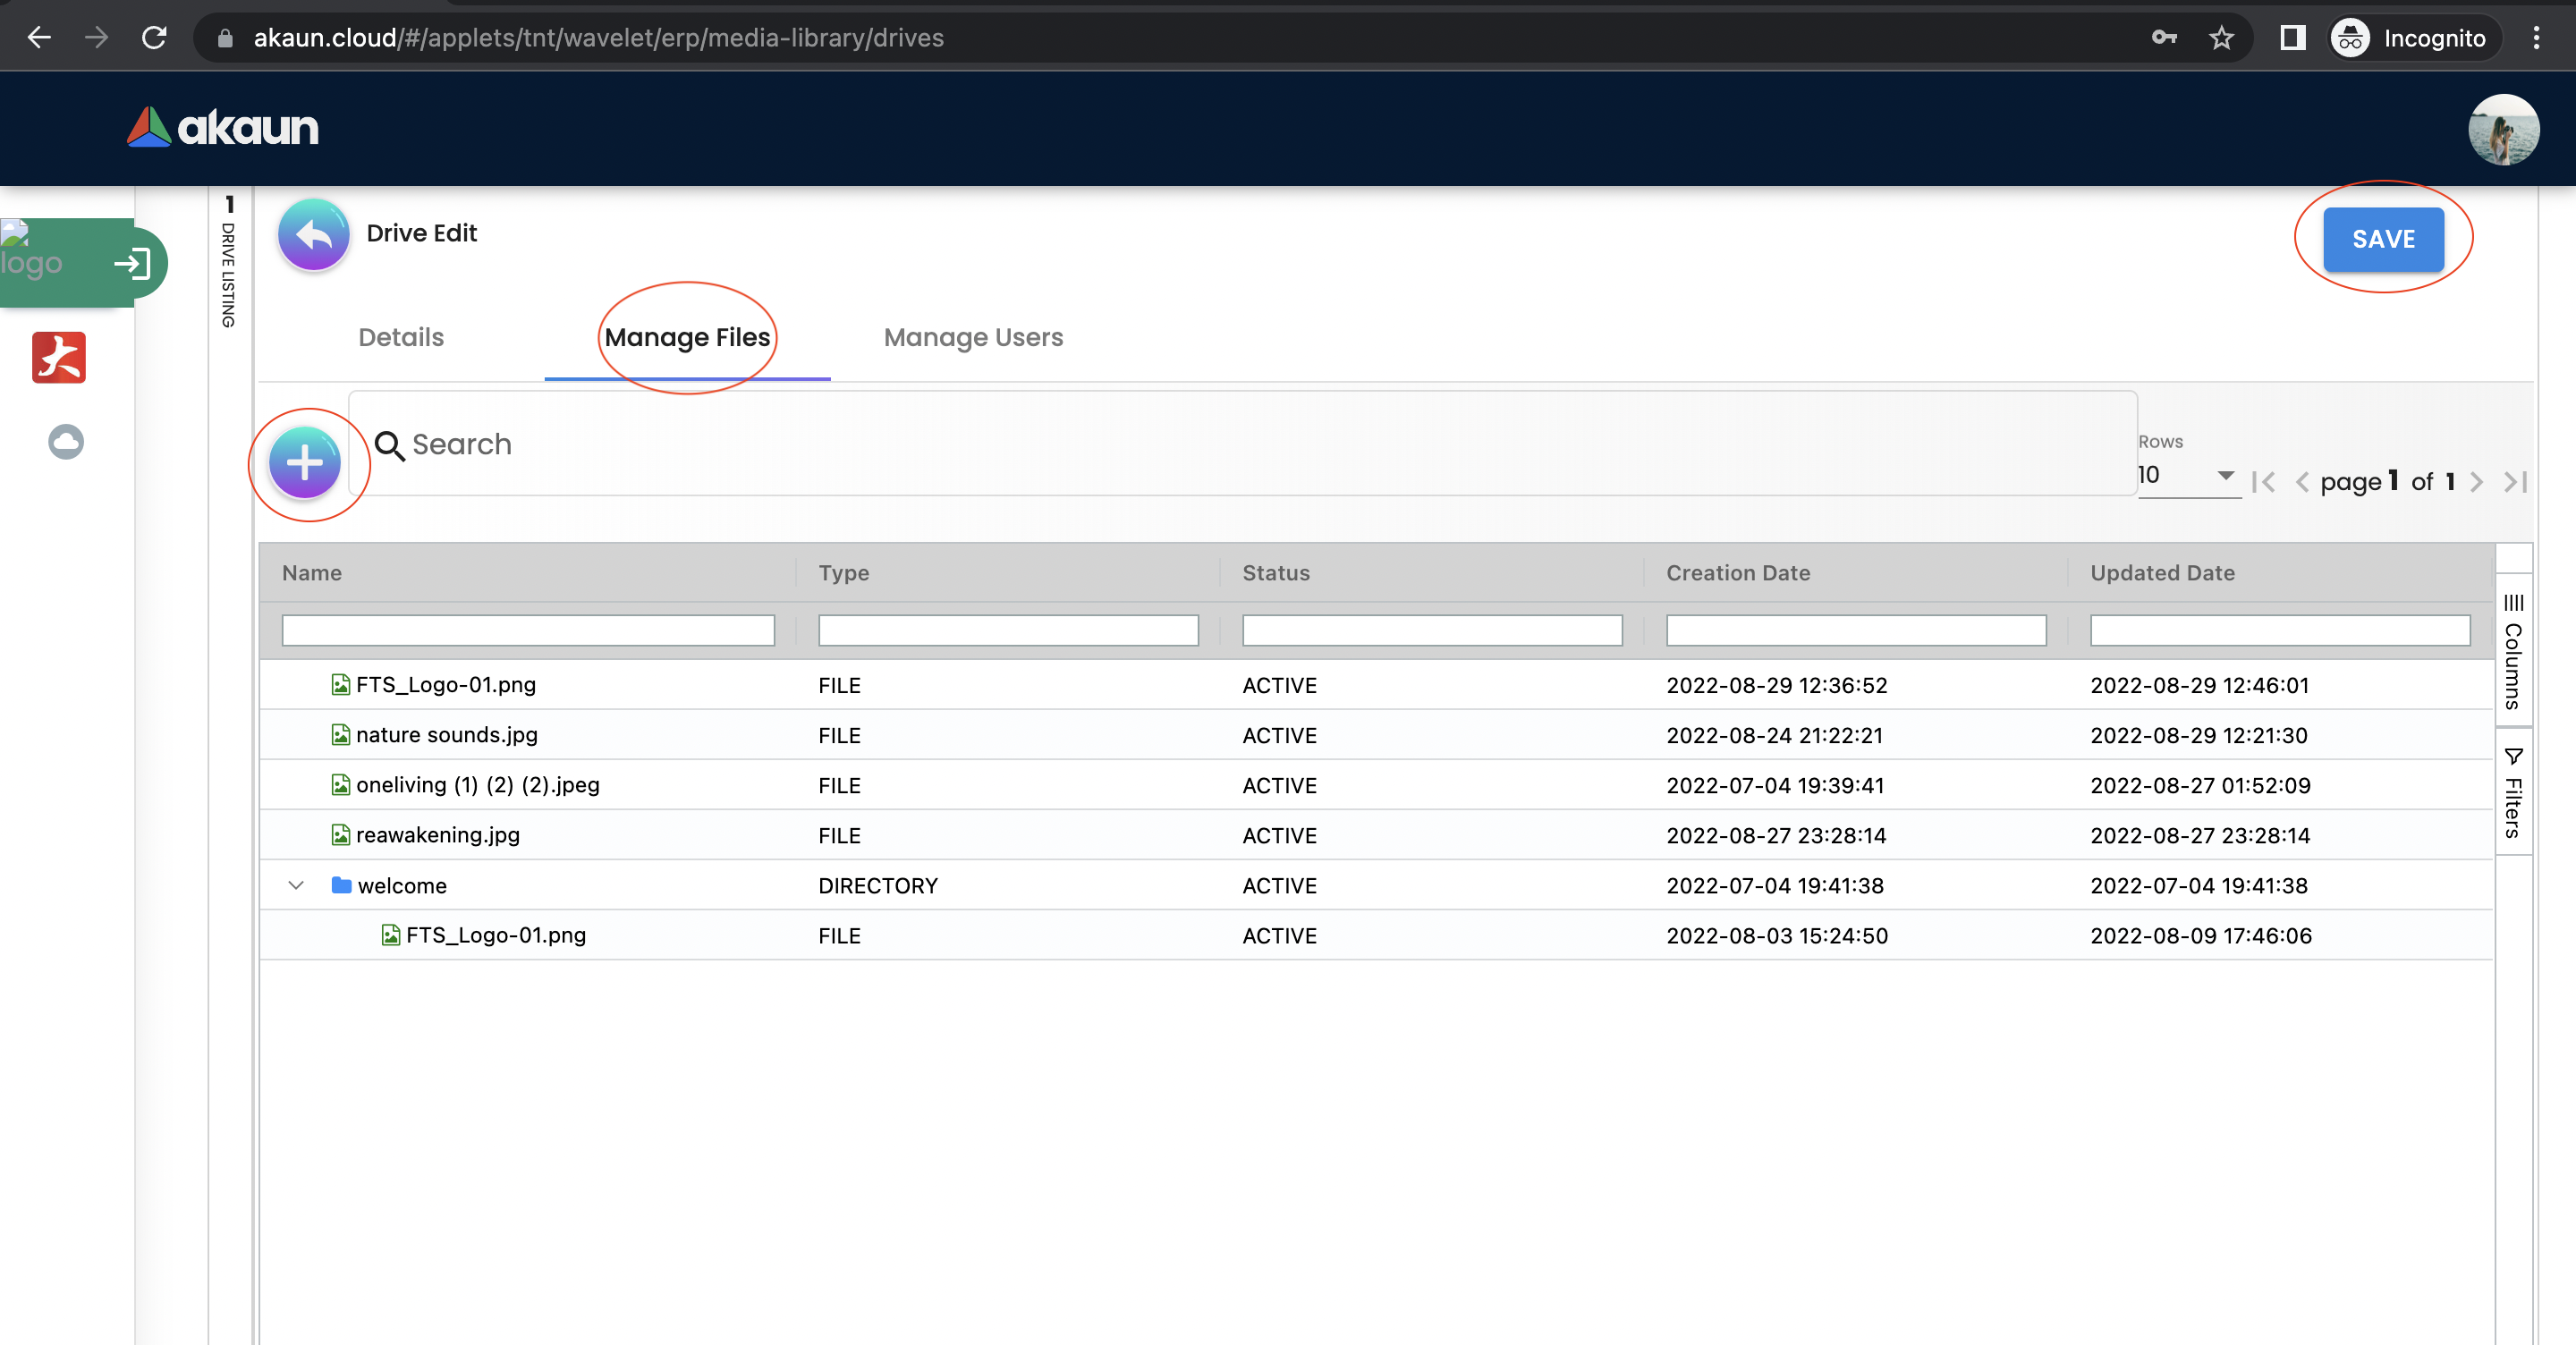 akaun.cloud/#/applets/tnt/wavelet/erp/media-library/drives
Incognito
akaun
logo
1
DRIVE LISTING
Drive Edit
SAVE
Details
Manage Files
Manage Users
Search
Rows
10
page 1 of 1
Name Type Status Creation Date Updated Date
FTS_Logo-01.png FILE ACTIVE 2022-08-29 12:36:52 2022-08-29 12:46:01
nature sounds.jpg FILE ACTIVE 2022-08-24 21:22:21 2022-08-29 12:21:30
oneliving (1) (2) (2).jpeg FILE ACTIVE 2022-07-04 19:39:41 2022-08-27 01:52:09
reawakening.jpg FILE ACTIVE 2022-08-27 23:28:14 2022-08-27 23:28:14
welcome DIRECTORY ACTIVE 2022-07-04 19:41:38 2022-07-04 19:41:38
FTS_Logo-01.png FILE ACTIVE 2022-08-03 15:24:50 2022-08-09 17:46:06
Columns
Filters